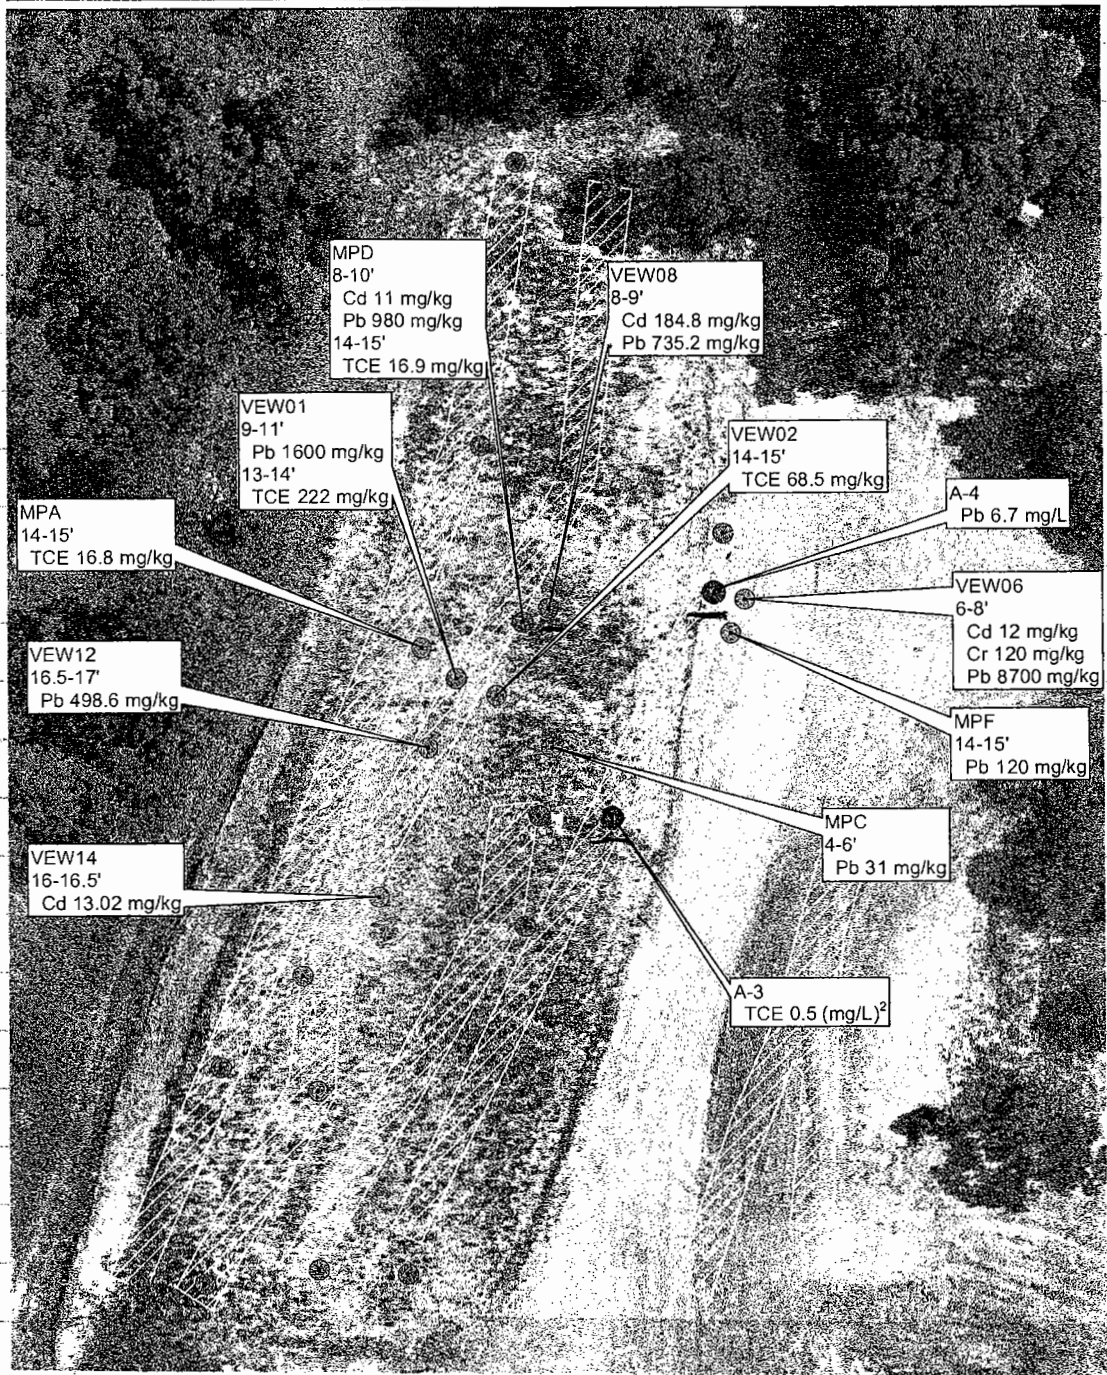 MPD
8-10'
Cd 11 mg/kg
Pb 980 mg/kg
14-15'
TCE 16.9 mg/kg
VEW08
8-9'
Cd 184.8 mg/kg
Pb 735.2 mg/kg
VEW01
9-11'
Pb 1600 mg/kg
13-14'
TCE 222 mg/kg
VEW02
14-15'
TCE 68.5 mg/kg
A-4
Pb 6.7 mg/L
MPA
14-15'
TCE 16.8 mg/kg
VEW06
6-8'
Cd 12 mg/kg
Cr 120 mg/kg
Pb 8700 mg/kg
VEW12
16.5-17'
Pb 498.6 mg/kg
MPF
14-15'
Pb 120 mg/kg
MPC
4-6'
Pb 31 mg/kg
VEW14
16-16.5'
Cd 13.02 mg/kg
A-3
TCE 0.5 (mg/L)²